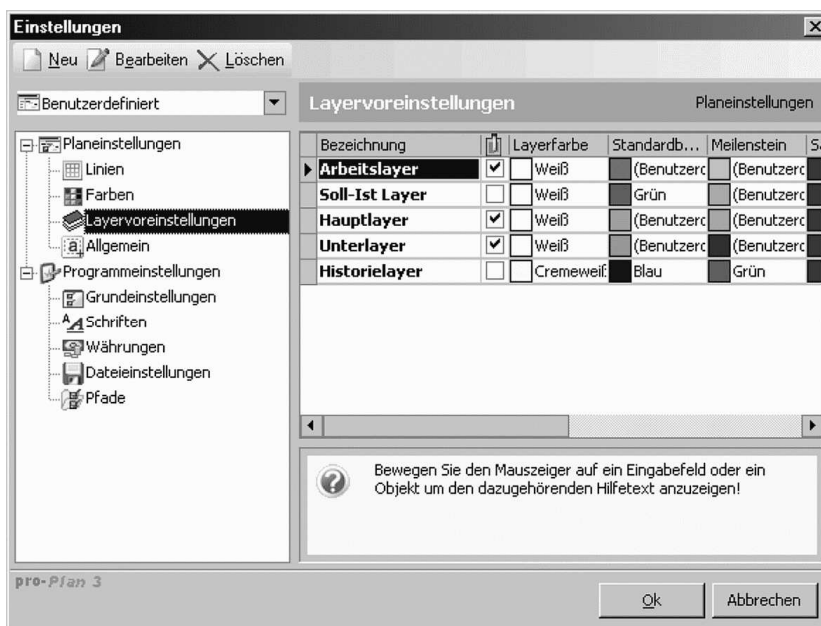 Einstellungen
Neu Bearbeiten Löschen
Benutzerdefiniert
Layervoreinstellungen Planeinstellungen
Planeinstellungen
Linien
Farben
Layervoreinstellungen
Allgemein
Programmeinstellungen
Grundeinstellungen
Schriften
Währungen
Dateieinstellungen
Pfade
Bezeichnung Layerfarbe Standardb... Meilenstein
Arbeitslayer Weiß (Benutzerd (Benutzerd
Soll-Ist Layer Weiß Grün (Benutzerd
Hauptlayer Weiß (Benutzerd (Benutzerd
Unterlayer Weiß (Benutzerd (Benutzerd
Historielayer Cremeweiß Blau Grün
Bewegen Sie den Mauszeiger auf ein Eingabefeld oder ein
Objekt um den dazugehörenden Hilfetext anzuzeigen!
pro-Plan 3
Ok Abbrechen